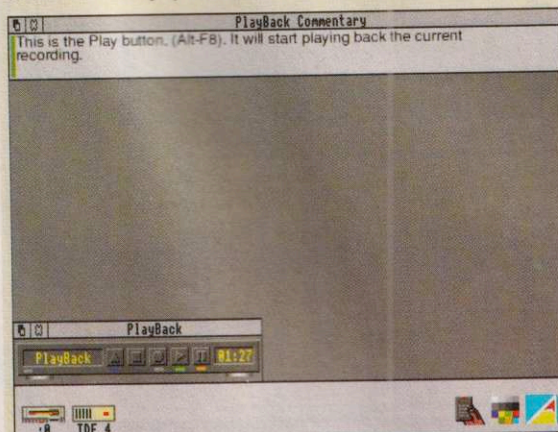 PlayBack Commentary
This is the Play button. (Alt-F8). It will start playing back the current
recording.
PlayBack
PlayBack 01:27
:0 IDE 4